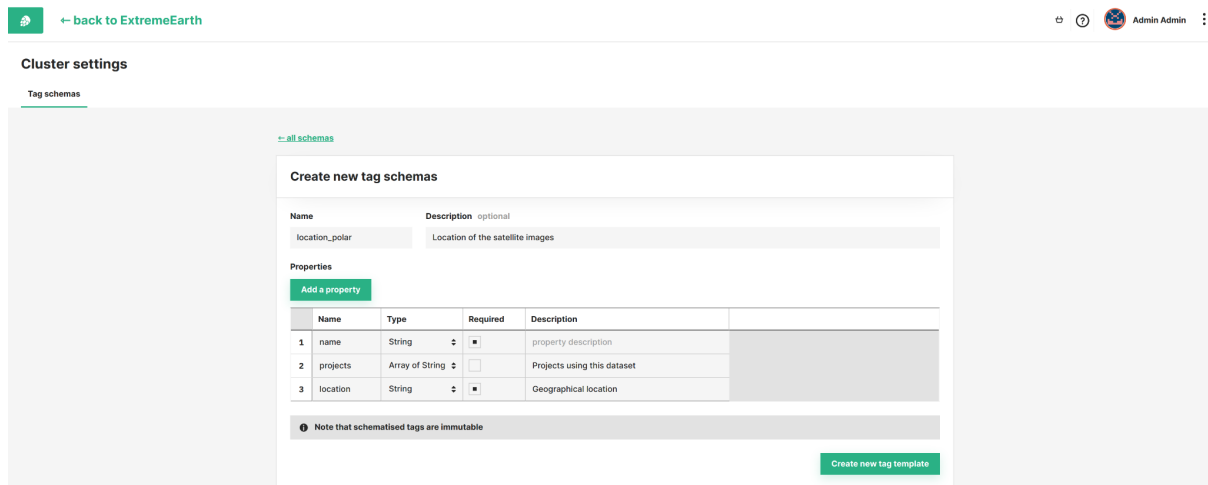 ← back to ExtremeEarth
Admin Admin
Cluster settings
Tag schemas
← all schemas
Create new tag schemas
Name Description optional
location_polar Location of the satellite images
Properties
Add a property
Name Type Required Description
1 name String property description
2 projects Array of String Projects using this dataset
3 location String Geographical location
Note that schematised tags are immutable
Create new tag template